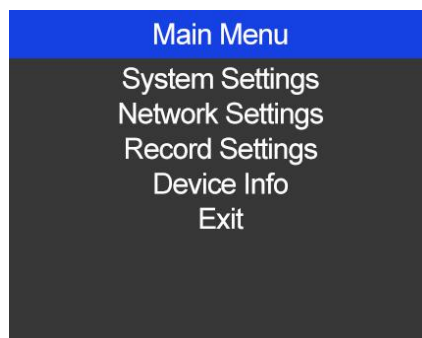 Main Menu
System Settings
Network Settings
Record Settings
Device Info
Exit